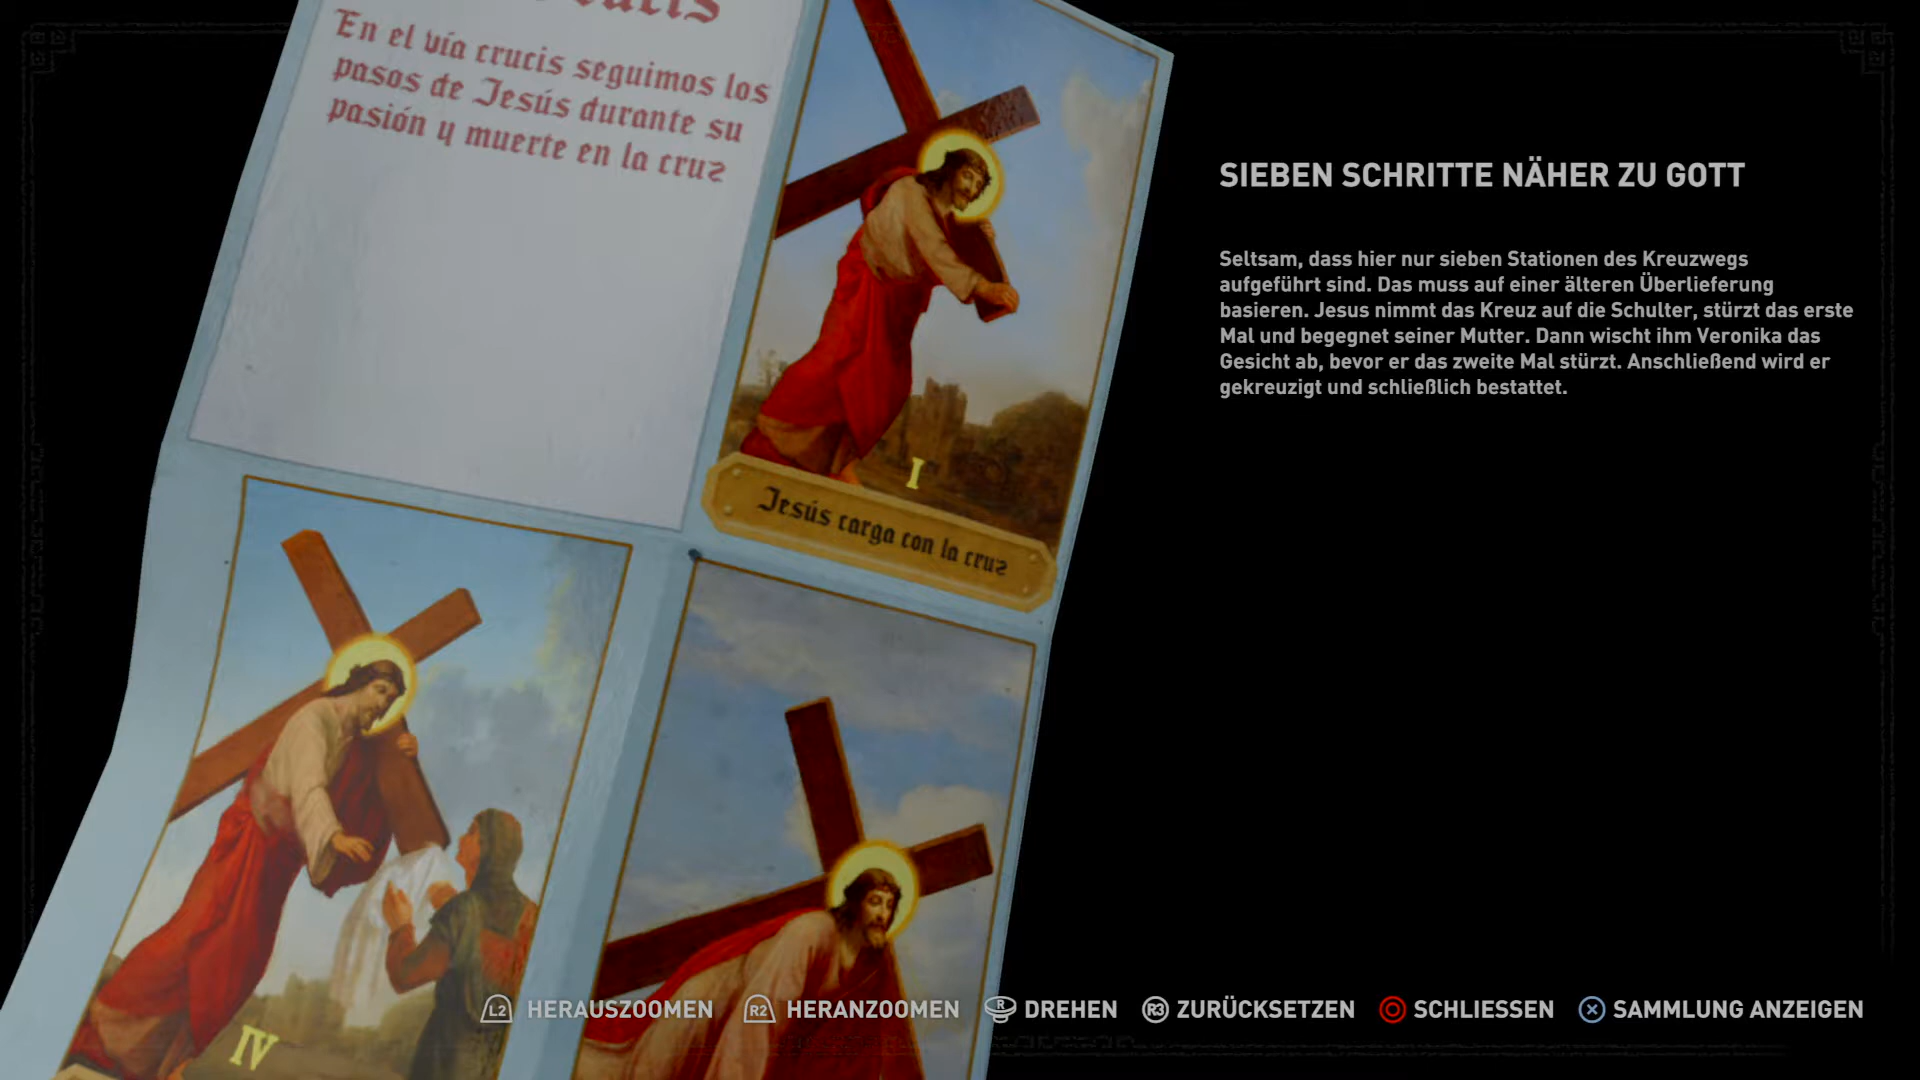 En el vía crucis seguimos los
pasos de Jesús durante su
pasión y muerte en la cruz
I
Jesús carga con la cruz
IV
SIEBEN SCHRITTE NÄHER ZU GOTT
Seltsam, dass hier nur sieben Stationen des Kreuzwegs
aufgeführt sind. Das muss auf einer älteren Überlieferung
basieren. Jesus nimmt das Kreuz auf die Schulter, stürzt das erste
Mal und begegnet seiner Mutter. Dann wischt ihm Veronika das
Gesicht ab, bevor er das zweite Mal stürzt. Anschließend wird er
gekreuzigt und schließlich bestattet.
L2 HERAUSZOOMEN R2 HERANZOOMEN R DREHEN R3 ZURÜCKSETZEN SCHLIESSEN SAMMLUNG ANZEIGEN